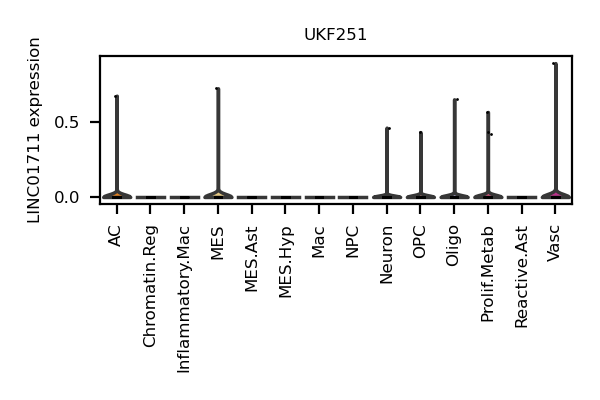 UKF251
LINC01711 expression
0.5
0.0
AC
Chromatin.Reg
Inflammatory.Mac
MES
MES.Ast
MES.Hyp
Mac
NPC
Neuron
OPC
Oligo
Prolif.Metab
Reactive.Ast
Vasc